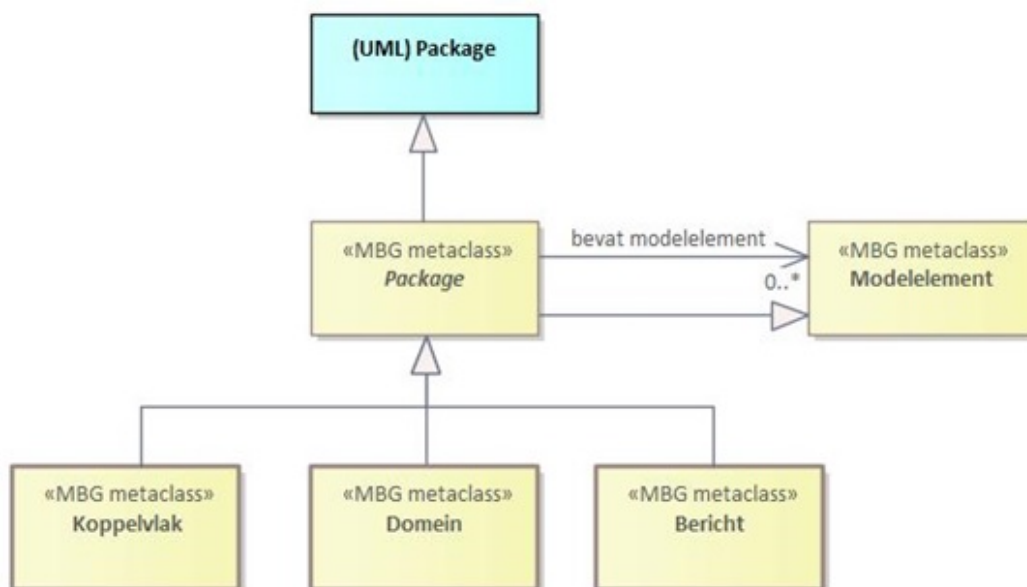 (UML) Package
«MBG metaclass»
Package
bevat modelelement
0..*
«MBG metaclass»
Modelelement
«MBG metaclass»
Koppelvlak
«MBG metaclass»
Domein
«MBG metaclass»
Bericht